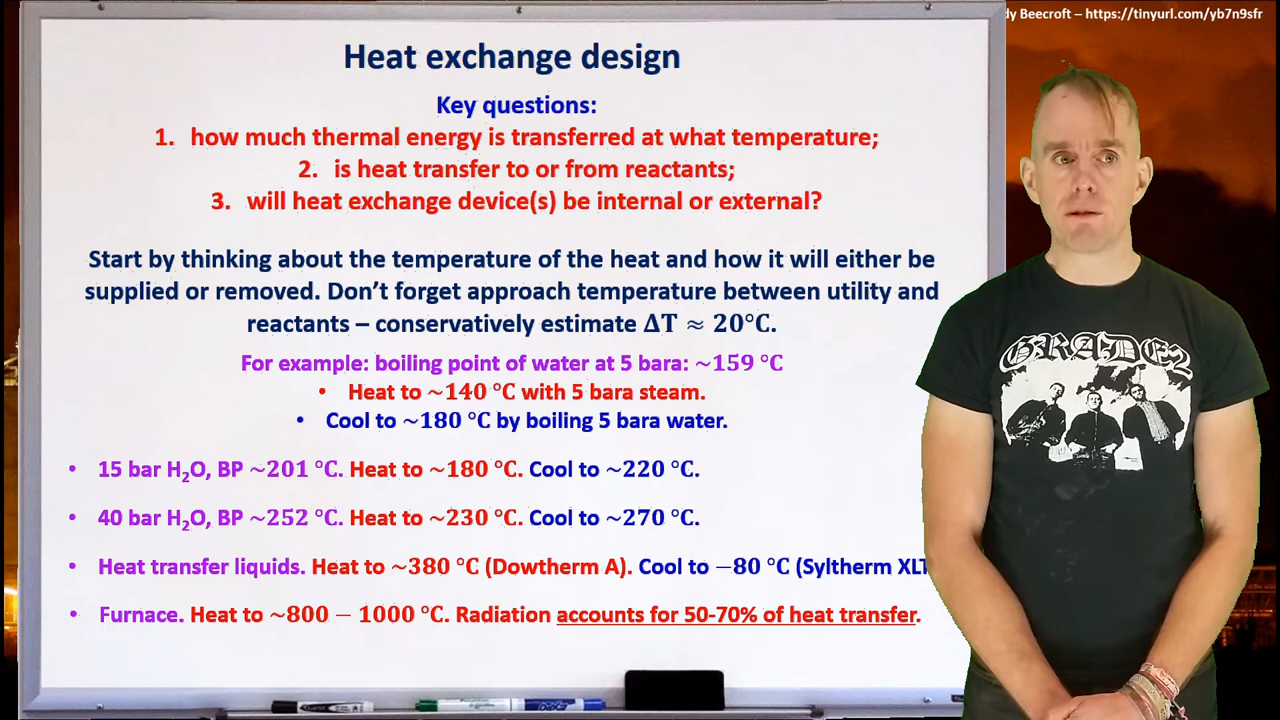 dy Beecroft – https://tinyurl.com/yb7n9sfr
Heat exchange design
Key questions:
1. how much thermal energy is transferred at what temperature;
2. is heat transfer to or from reactants;
3. will heat exchange device(s) be internal or external?
Start by thinking about the temperature of the heat and how it will either be
supplied or removed. Don’t forget approach temperature between utility and
reactants – conservatively estimate ΔT ≈ 20°C.
For example: boiling point of water at 5 bara: ~159 °C
• Heat to ~140 °C with 5 bara steam.
• Cool to ~180 °C by boiling 5 bara water.
• 15 bar H₂O, BP ~201 °C. Heat to ~180 °C. Cool to ~220 °C.
• 40 bar H₂O, BP ~252 °C. Heat to ~230 °C. Cool to ~270 °C.
• Heat transfer liquids. Heat to ~380 °C (Dowtherm A). Cool to −80 °C (Syltherm XLT
• Furnace. Heat to ~800 − 1000 °C. Radiation accounts for 50-70% of heat transfer.
GRADE2